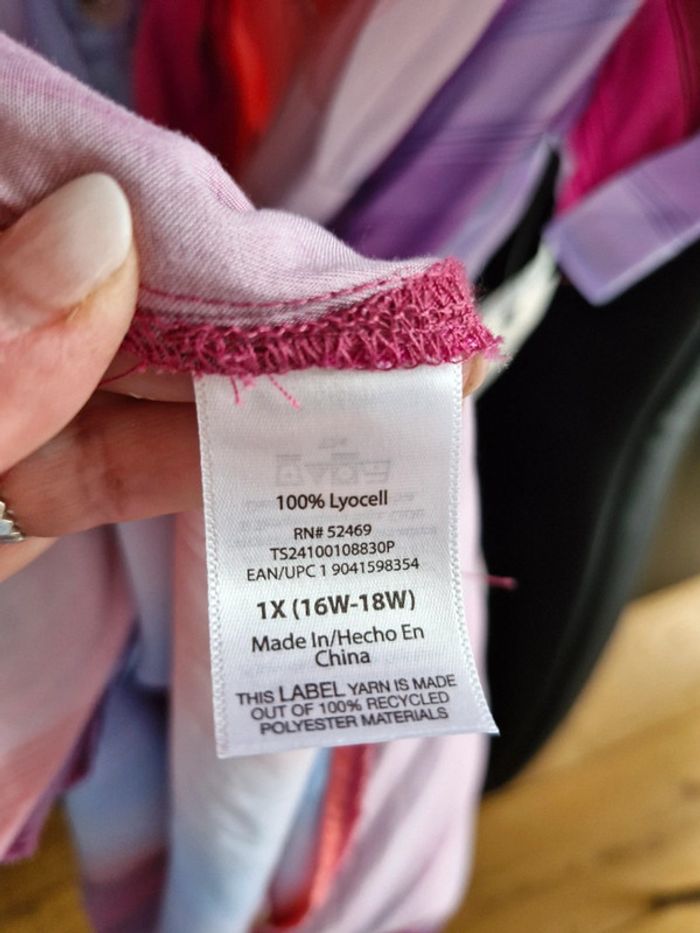 100% Lyocell
RN# 52469
TS24100108830P
EAN/UPC 1 9041598354
1X (16W-18W)
Made In/Hecho En
China
THIS LABEL YARN IS MADE
OUT OF 100% RECYCLED
POLYESTER MATERIALS